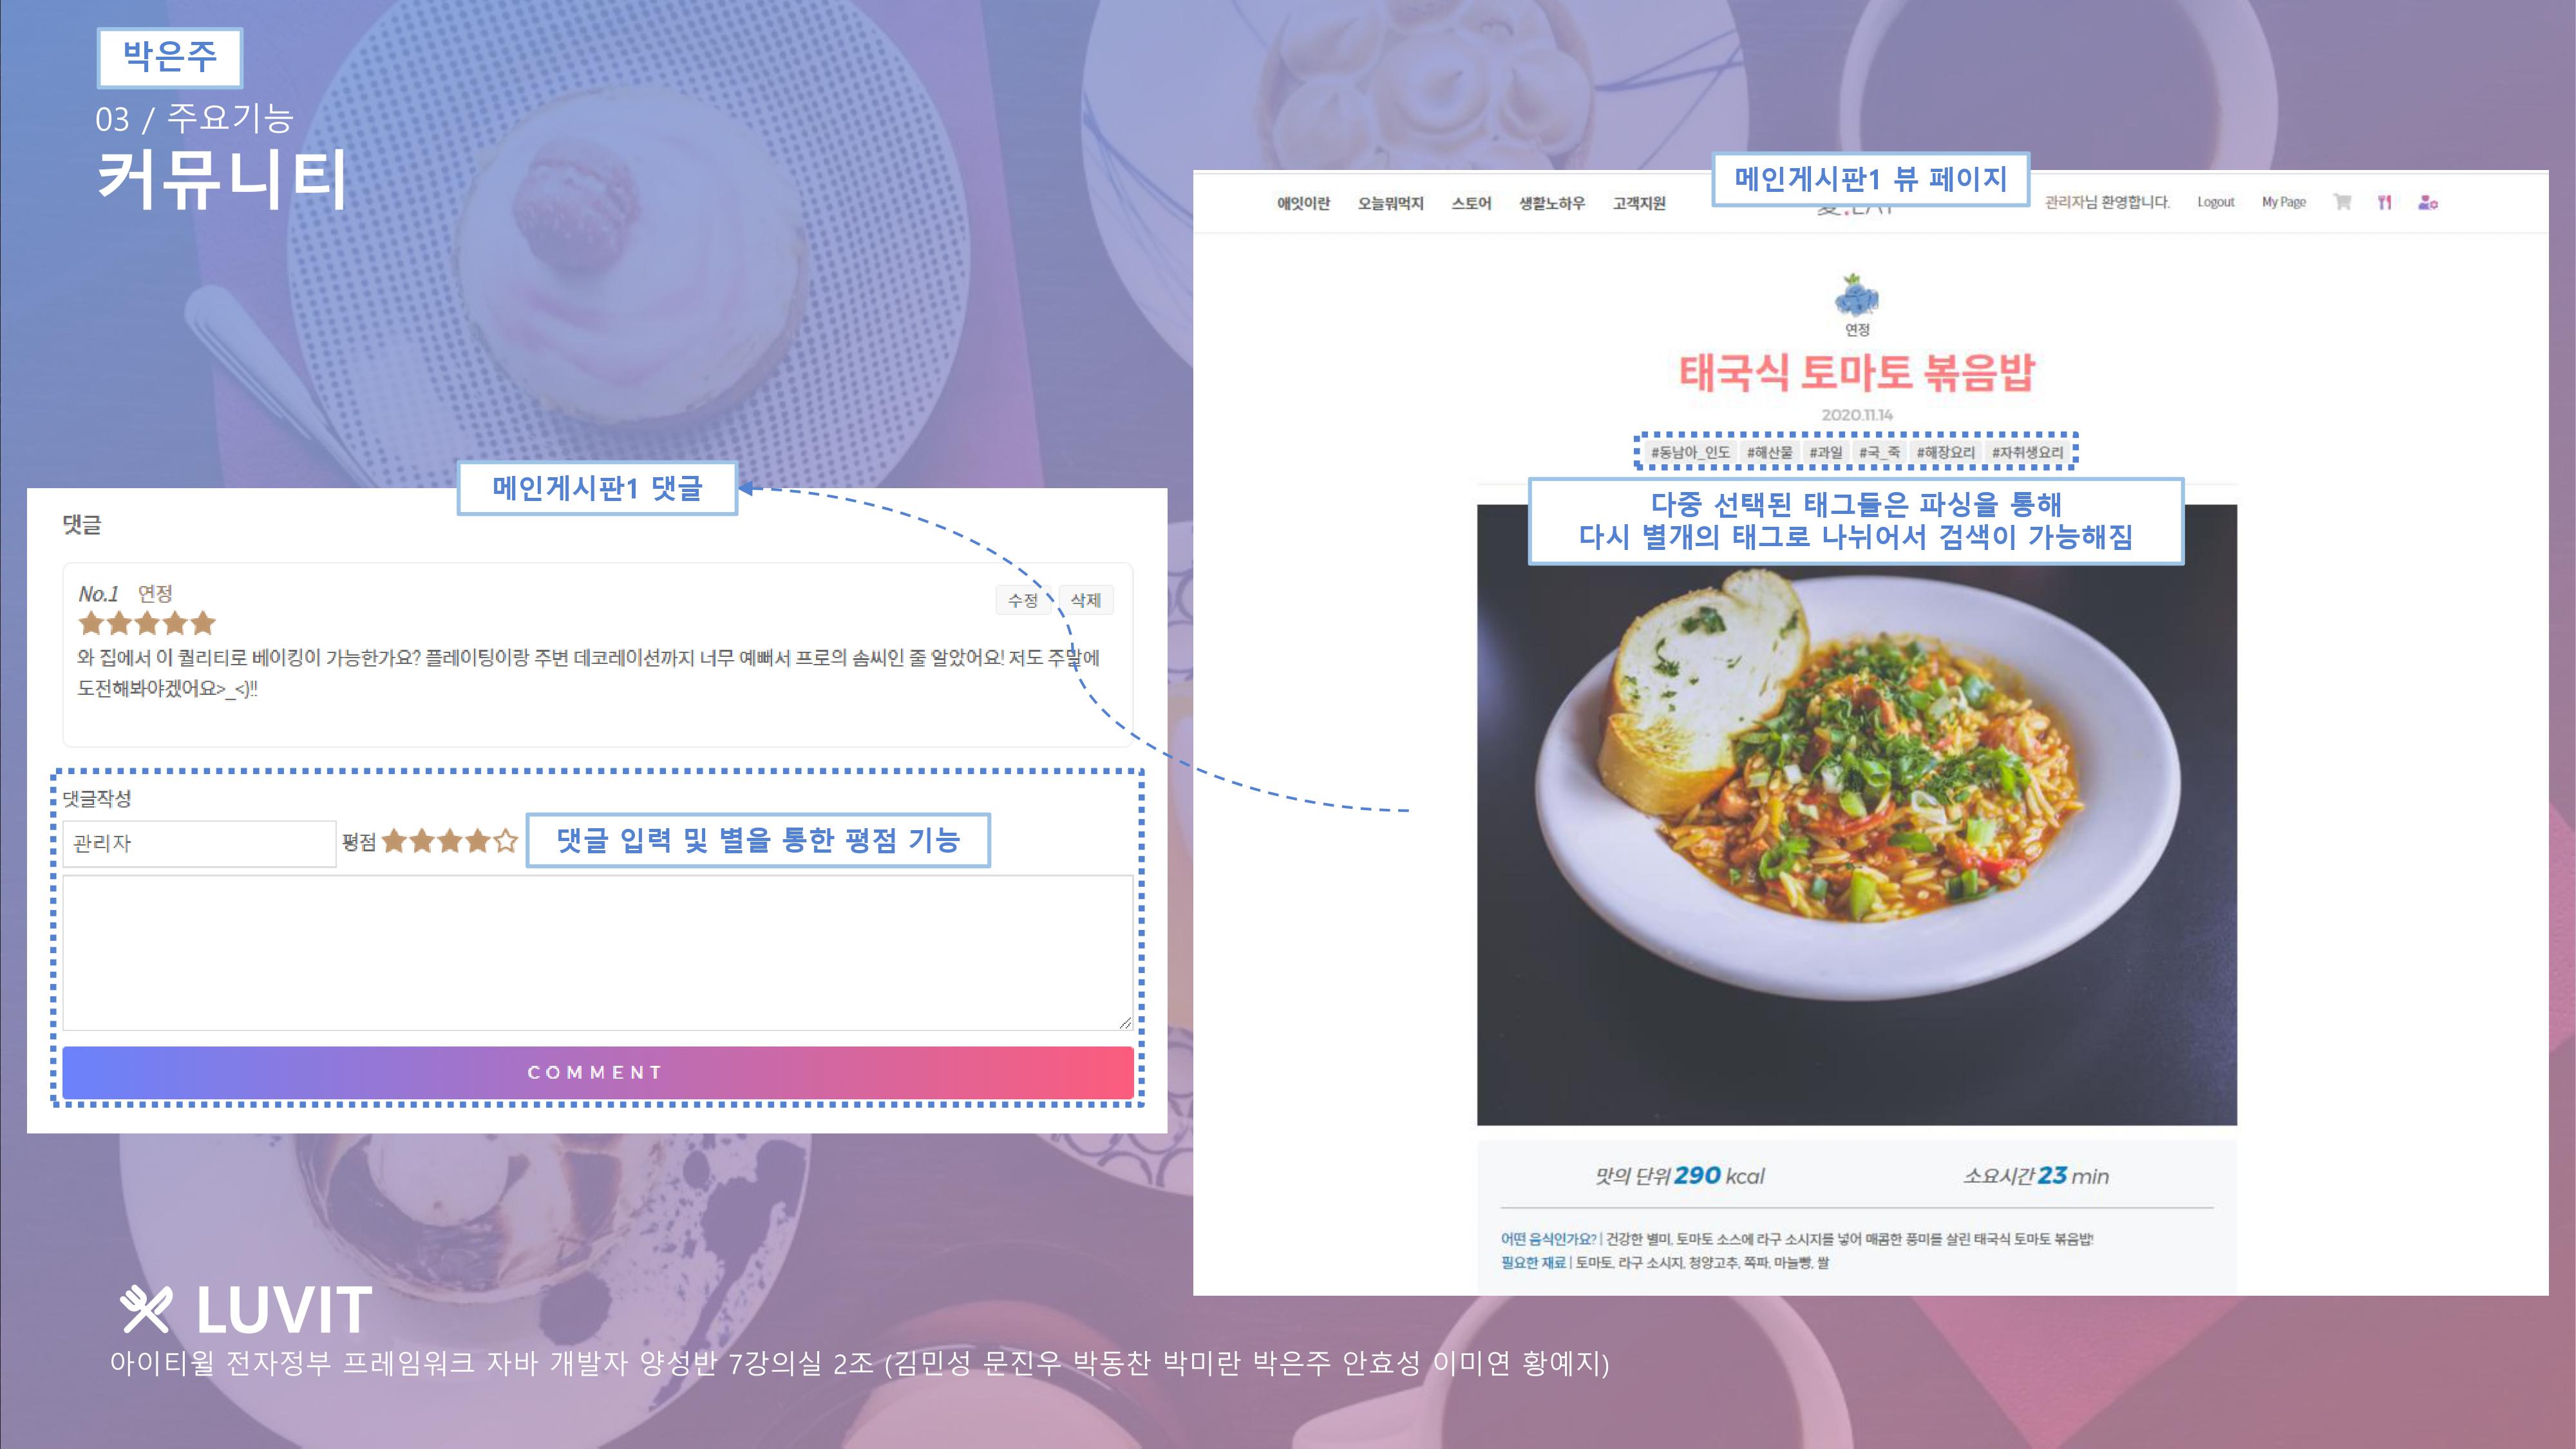 박은주
03 / 주요기능
커뮤니티
메인게시판1 댓글
댓글
No.1 연정
수정 삭제
와 집에서 이 퀄리티로 베이킹이 가능한가요? 플레이팅이랑 주변 데코레이션까지 너무 예뻐서 프로의 솜씨인 줄 알았어요! 저도 주말에
도전해봐야겠어요>_<)!!
댓글작성
관리자 평점
댓글 입력 및 별을 통한 평점 기능
COMMENT
메인게시판1 뷰 페이지
애잇이란 오늘뭐먹지 스토어 생활노하우 고객지원
관리자님 환영합니다. Logout My Page
연정
태국식 토마토 볶음밥
2020.11.14
#동남아_인도 #해산물 #과일 #국_죽 #해장요리 #자취생요리
다중 선택된 태그들은 파싱을 통해
다시 별개의 태그로 나뉘어서 검색이 가능해짐
맛의 단위 290 kcal 소요시간 23 min
어떤 음식인가요? | 건강한 별미, 토마토 소스에 라구 소시지를 넣어 매콤한 풍미를 살린 태국식 토마토 볶음밥!
필요한 재료 | 토마토, 라구 소시지, 청양고추, 쪽파, 마늘빵, 쌀
LUVIT
아이티윌 전자정부 프레임워크 자바 개발자 양성반 7강의실 2조 (김민성 문진우 박동찬 박미란 박은주 안효성 이미연 황예지)